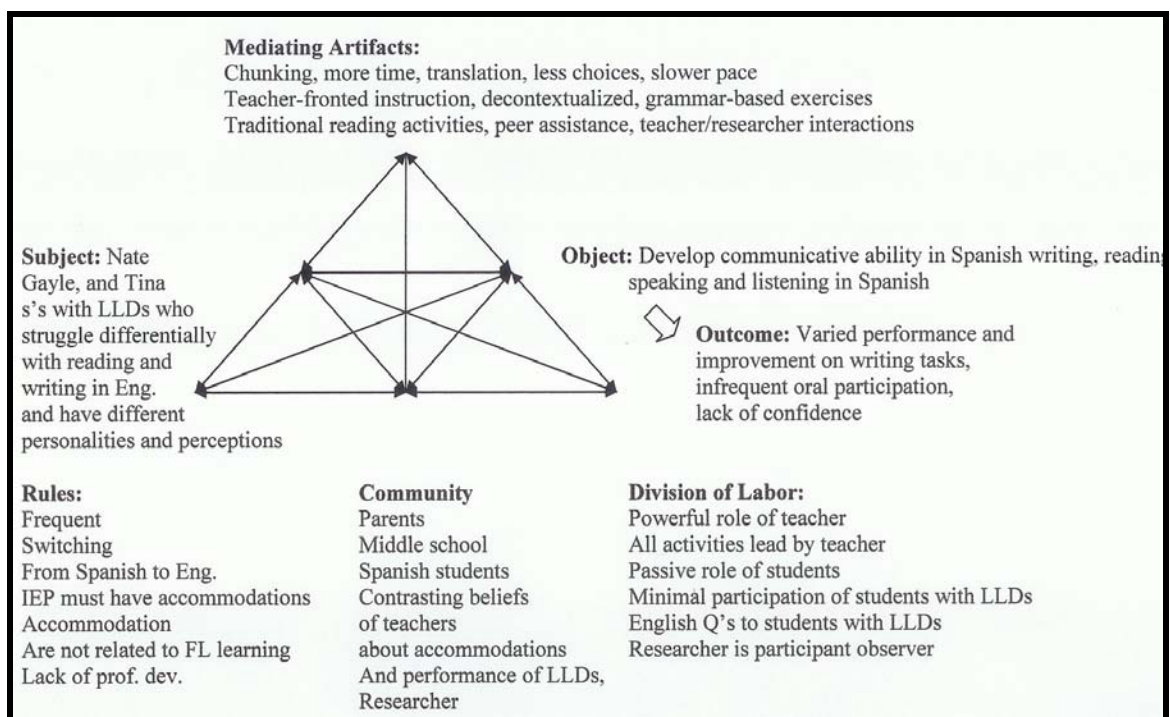 Mediating Artifacts:
Chunking, more time, translation, less choices, slower pace
Teacher-fronted instruction, decontextualized, grammar-based exercises
Traditional reading activities, peer assistance, teacher/researcher interactions
Subject: Nate
Gayle, and Tina
s's with LLDs who
struggle differentially
with reading and
writing in Eng.
and have different
personalities and perceptions
Object: Develop communicative ability in Spanish writing, reading
speaking and listening in Spanish
Outcome: Varied performance and
improvement on writing tasks,
infrequent oral participation,
lack of confidence
Rules:
Frequent
Switching
From Spanish to Eng.
IEP must have accommodations
Accommodation
Are not related to FL learning
Lack of prof. dev.
Community
Parents
Middle school
Spanish students
Contrasting beliefs
of teachers
about accommodations
And performance of LLDs,
Researcher
Division of Labor:
Powerful role of teacher
All activities lead by teacher
Passive role of students
Minimal participation of students with LLDs
English Q's to students with LLDs
Researcher is participant observer